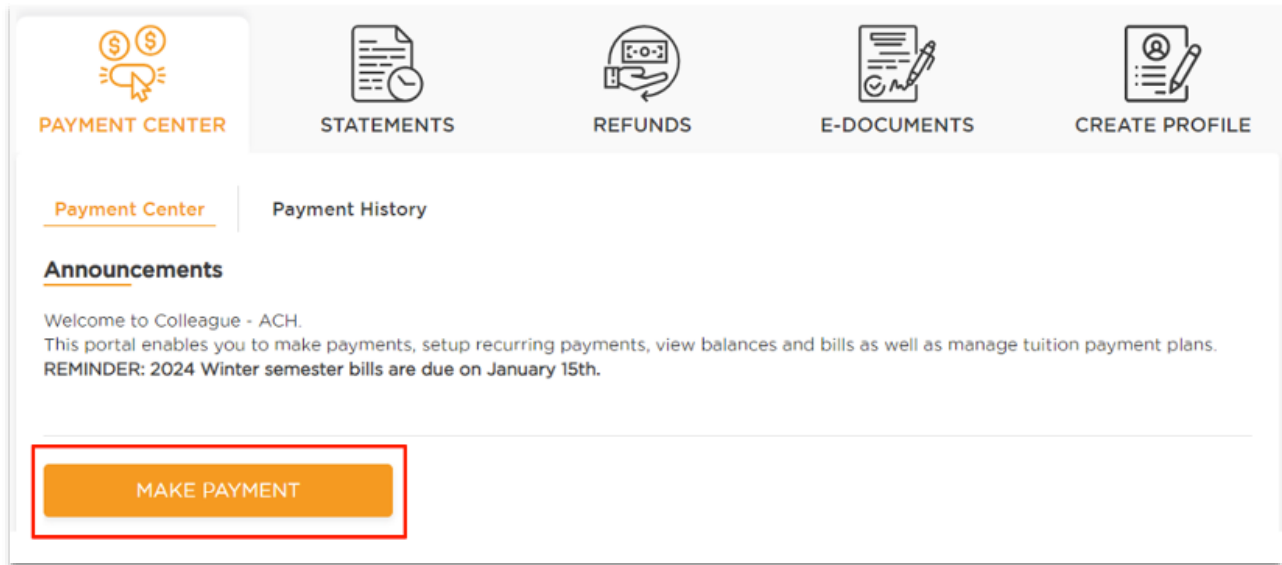 PAYMENT CENTER
STATEMENTS
REFUNDS
E-DOCUMENTS
CREATE PROFILE
Payment Center
Payment History
Announcements
Welcome to Colleague - ACH.
This portal enables you to make payments, setup recurring payments, view balances and bills as well as manage tuition payment plans.
REMINDER: 2024 Winter semester bills are due on January 15th.
MAKE PAYMENT